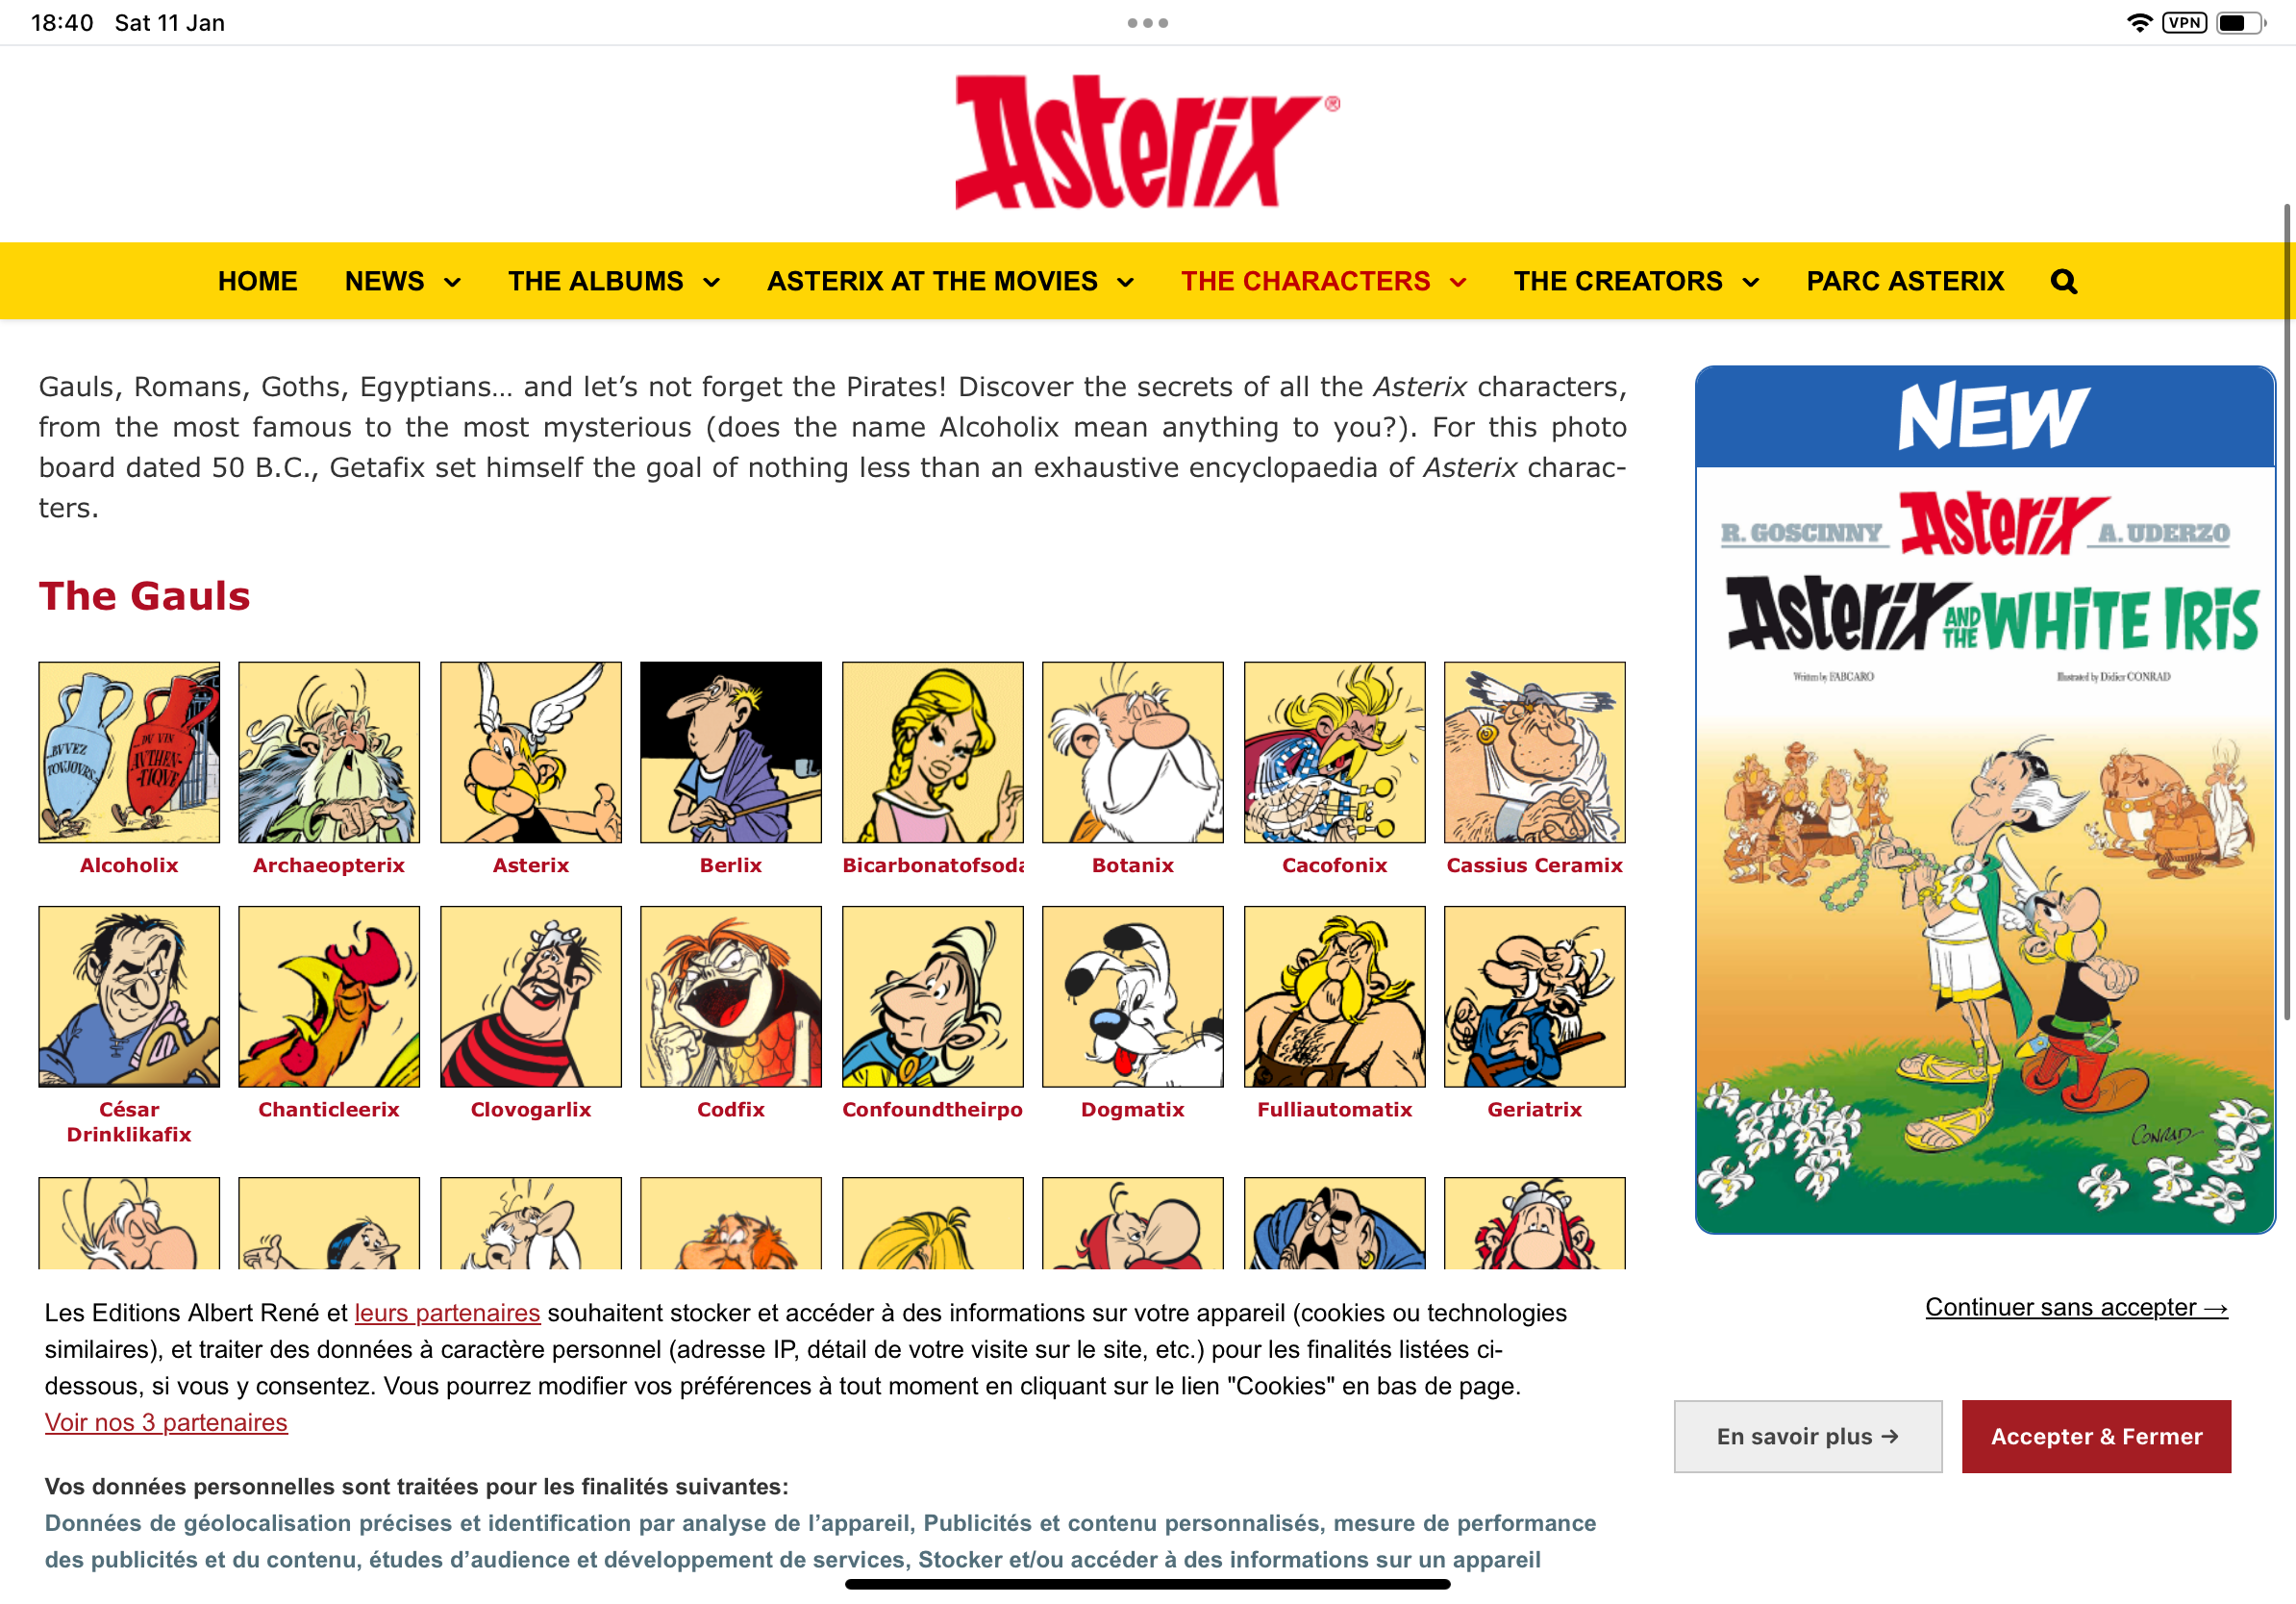 18:40 Sat 11 Jan
VPN
Asterix®
HOME NEWS THE ALBUMS ASTERIX AT THE MOVIES THE CHARACTERS THE CREATORS PARC ASTERIX
Gauls, Romans, Goths, Egyptians… and let’s not forget the Pirates! Discover the secrets of all the Asterix characters,
from the most famous to the most mysterious (does the name Alcoholix mean anything to you?). For this photo
board dated 50 B.C., Getafix set himself the goal of nothing less than an exhaustive encyclopaedia of Asterix charac-
ters.
The Gauls
BVVEZ
TOVJOVRS
DV VIN
AVTHEN-
TIQVE
Alcoholix Archaeopterix Asterix Berlix Bicarbonatofsoda Botanix Cacofonix Cassius Ceramix
César
Drinklikafix
Chanticleerix Clovogarlix Codfix Confoundtheirpo Dogmatix Fulliautomatix Geriatrix
NEW
R. GOSCINNY Asterix A. UDERZO
Asterix AND THE WHITE IRIS
Written by FABCARO Illustrated by Didier CONRAD
CONRAD
Les Editions Albert René et leurs partenaires souhaitent stocker et accéder à des informations sur votre appareil (cookies ou technologies
similaires), et traiter des données à caractère personnel (adresse IP, détail de votre visite sur le site, etc.) pour les finalités listées ci-
dessous, si vous y consentez. Vous pourrez modifier vos préférences à tout moment en cliquant sur le lien "Cookies" en bas de page.
Voir nos 3 partenaires
Vos données personnelles sont traitées pour les finalités suivantes:
Données de géolocalisation précises et identification par analyse de l’appareil, Publicités et contenu personnalisés, mesure de performance
des publicités et du contenu, études d’audience et développement de services, Stocker et/ou accéder à des informations sur un appareil
Continuer sans accepter →
En savoir plus →
Accepter & Fermer